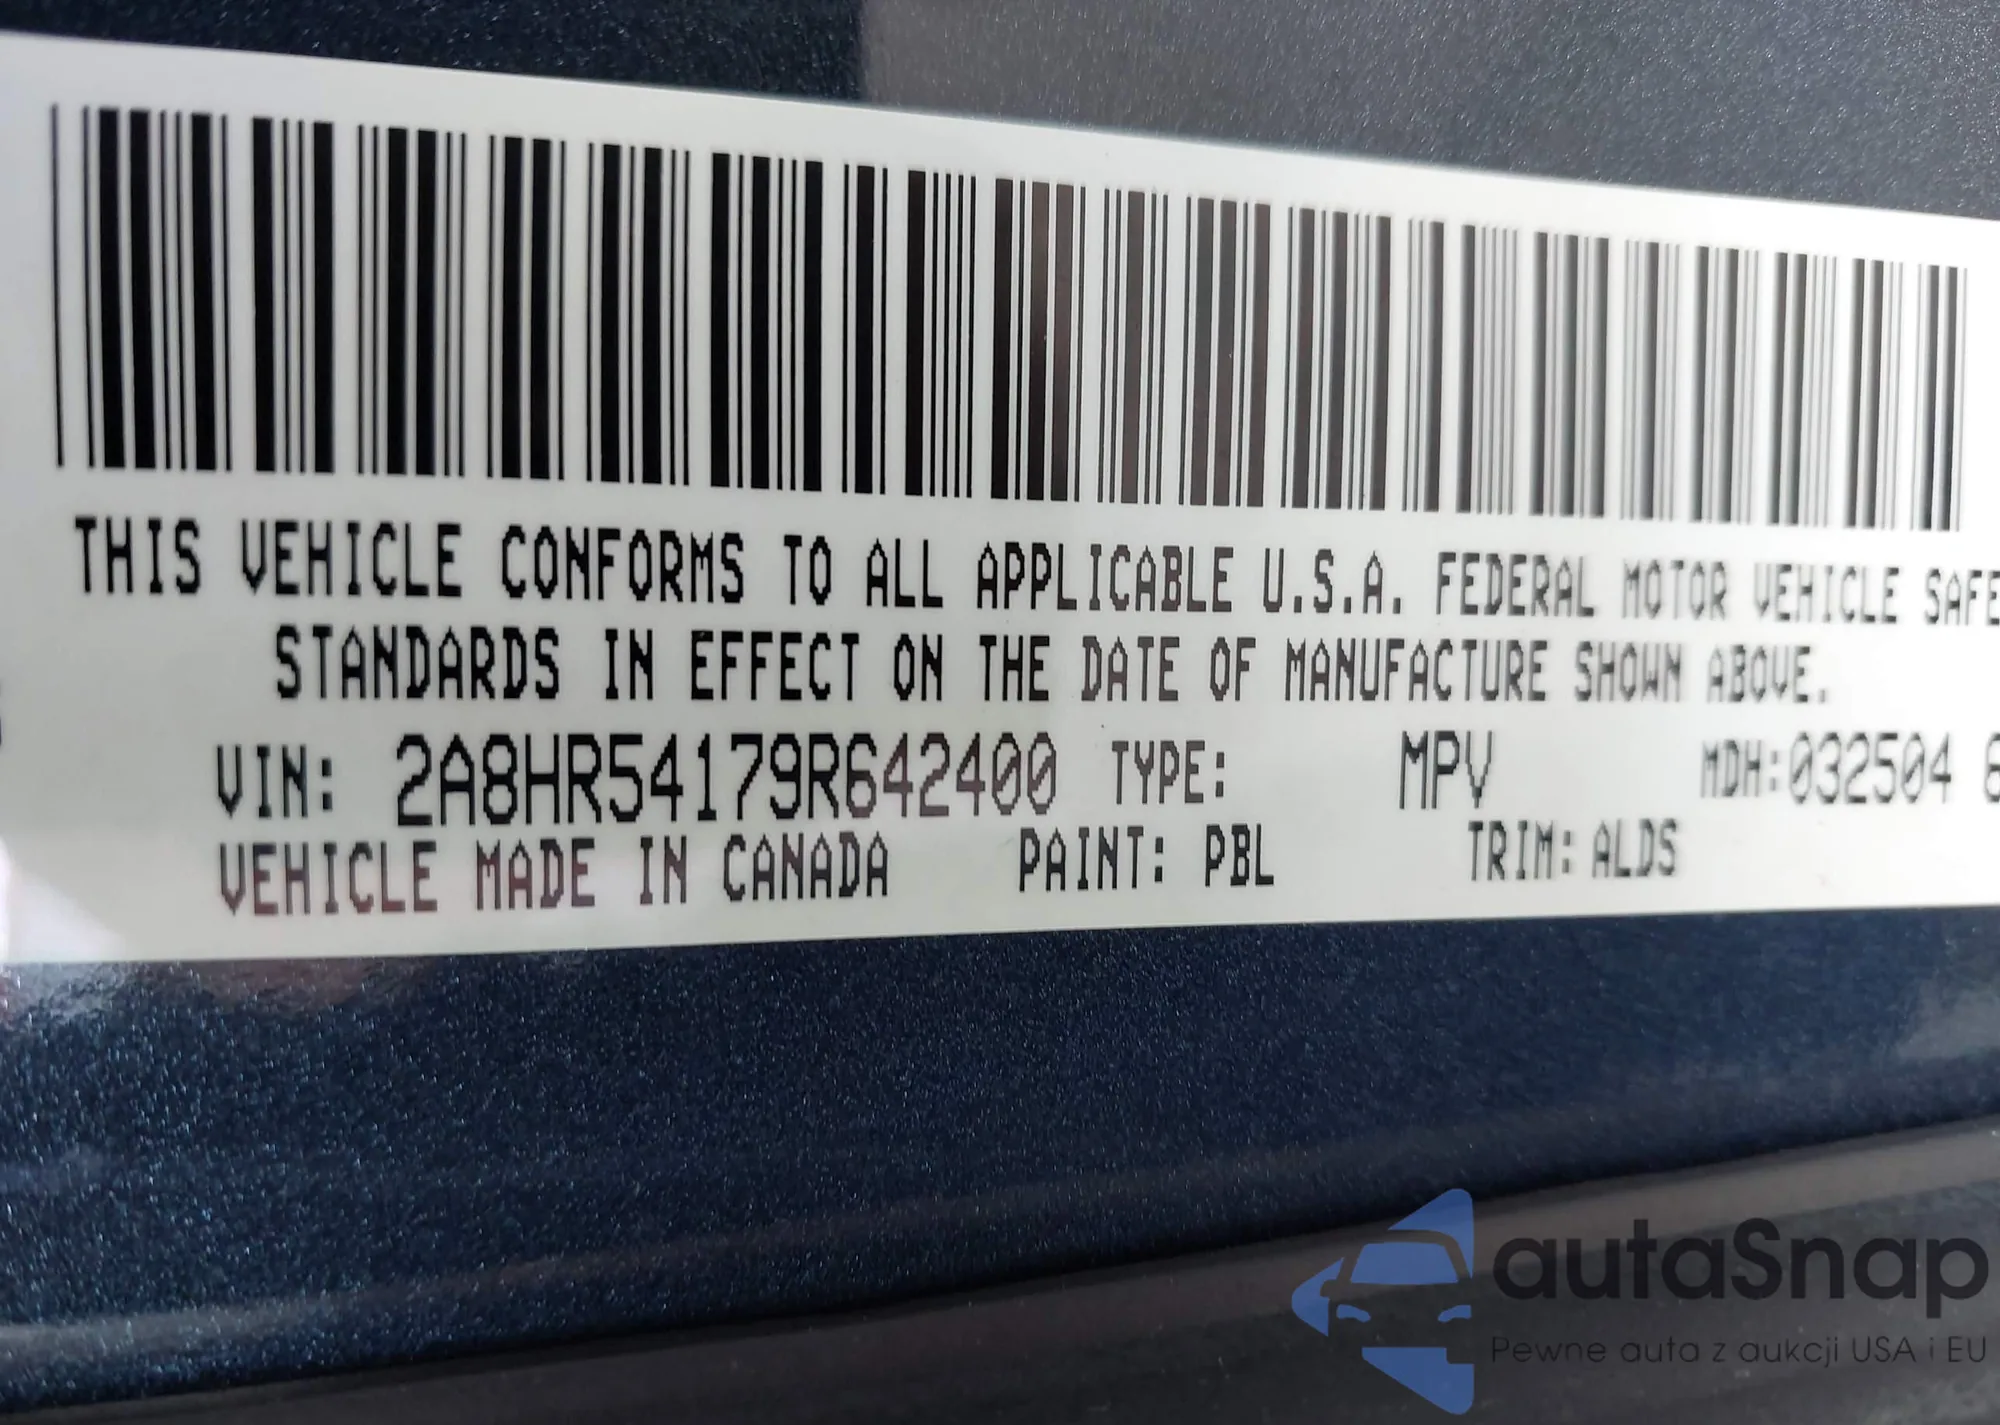 THIS VEHICLE CONFORMS TO ALL APPLICABLE U.S.A. FEDERAL MOTOR VEHICLE SAFE
STANDARDS IN EFFECT ON THE DATE OF MANUFACTURE SHOWN ABOVE.
VIN: 2A8HR54179R642400 TYPE: MPV MDH:032504 6
VEHICLE MADE IN CANADA PAINT: PBL TRIM: ALDS
autaSnap
Pewne auta z aukcji USA i EU